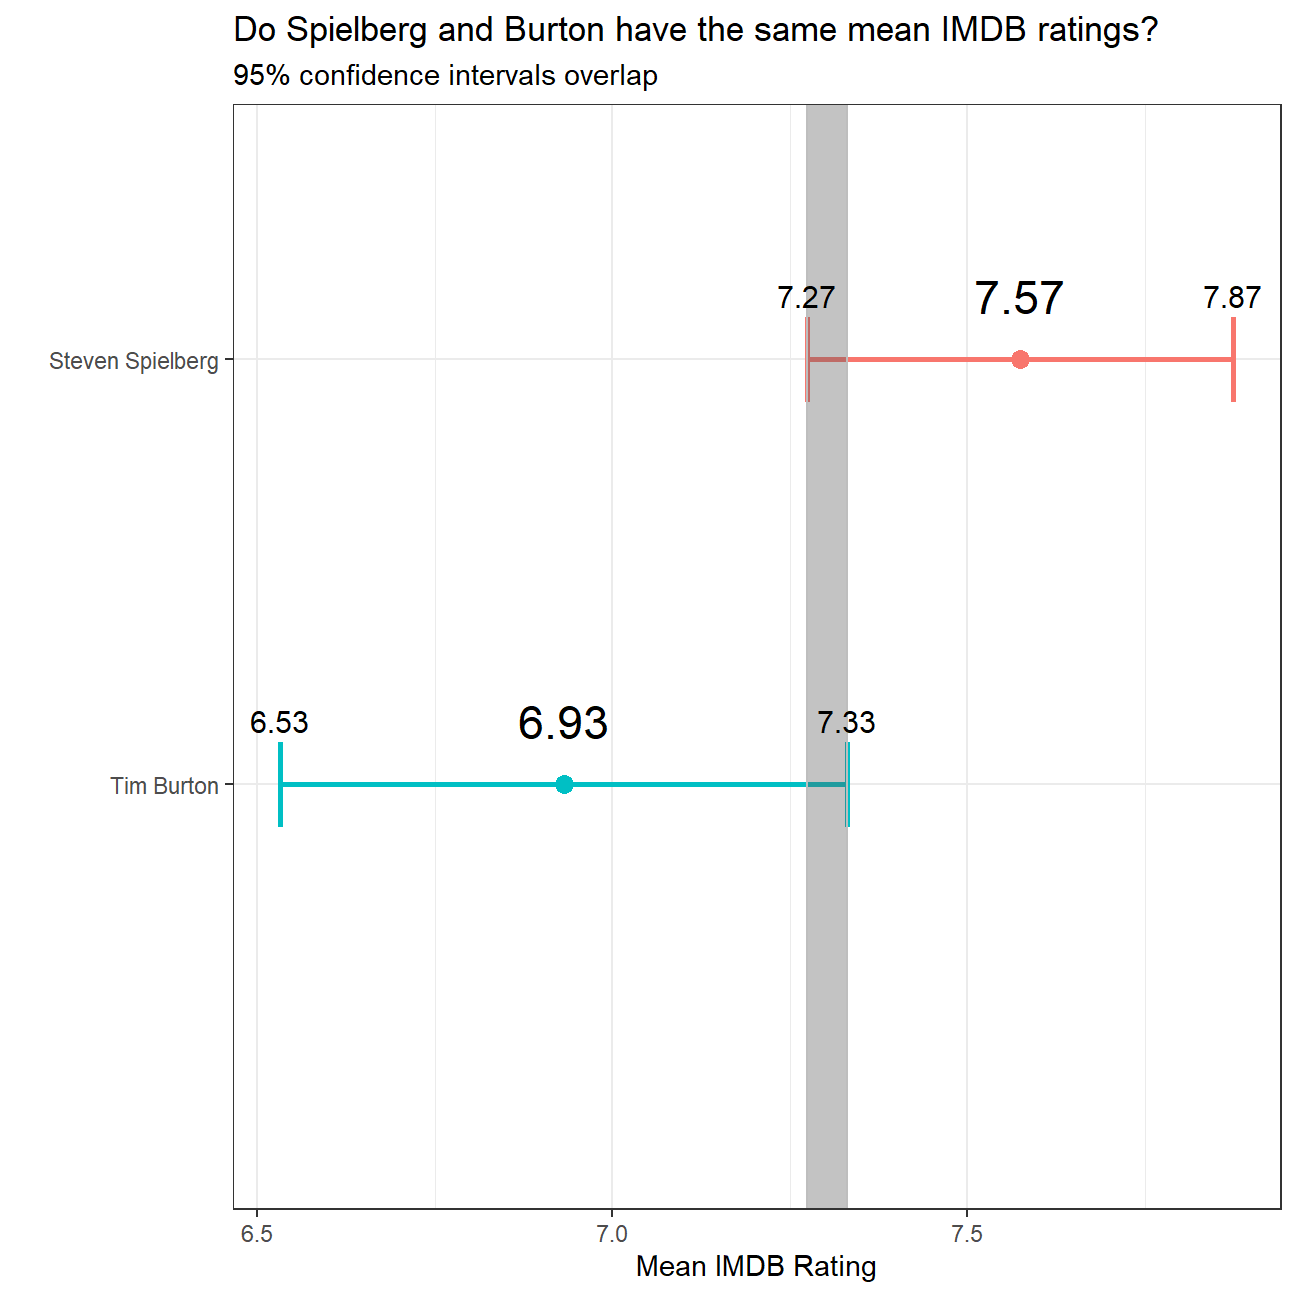 Do Spielberg and Burton have the same mean IMDB ratings?
95% confidence intervals overlap
7.27 7.57 7.87
Steven Spielberg
6.53 6.93 7.33
Tim Burton
6.5 7.0 7.5
Mean IMDB Rating